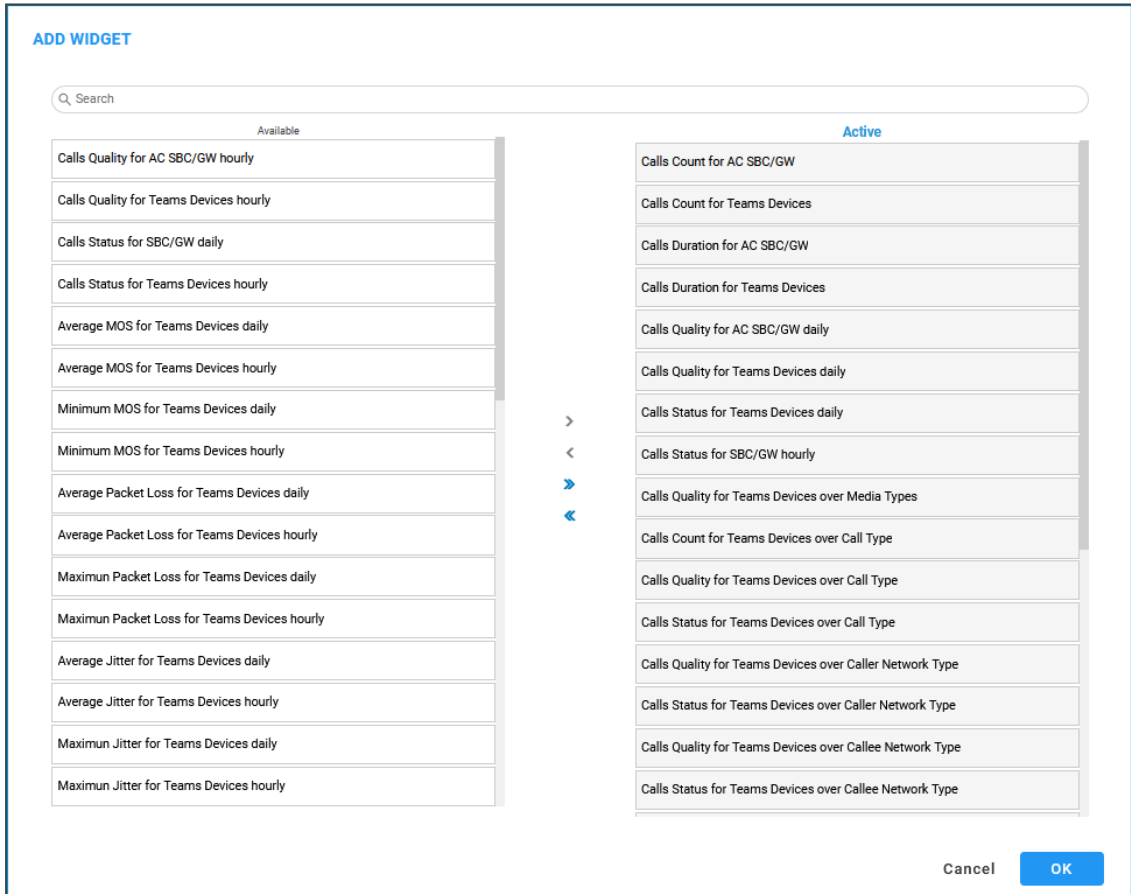 ADD WIDGET
Search
Available
Calls Quality for AC SBC/GW hourly
Calls Quality for Teams Devices hourly
Calls Status for SBC/GW daily
Calls Status for Teams Devices hourly
Average MOS for Teams Devices daily
Average MOS for Teams Devices hourly
Minimum MOS for Teams Devices daily
Minimum MOS for Teams Devices hourly
Average Packet Loss for Teams Devices daily
Average Packet Loss for Teams Devices hourly
Maximun Packet Loss for Teams Devices daily
Maximun Packet Loss for Teams Devices hourly
Average Jitter for Teams Devices daily
Average Jitter for Teams Devices hourly
Maximun Jitter for Teams Devices daily
Maximun Jitter for Teams Devices hourly
Active
Calls Count for AC SBC/GW
Calls Count for Teams Devices
Calls Duration for AC SBC/GW
Calls Duration for Teams Devices
Calls Quality for AC SBC/GW daily
Calls Quality for Teams Devices daily
Calls Status for Teams Devices daily
Calls Status for SBC/GW hourly
Calls Quality for Teams Devices over Media Types
Calls Count for Teams Devices over Call Type
Calls Quality for Teams Devices over Call Type
Calls Status for Teams Devices over Call Type
Calls Quality for Teams Devices over Caller Network Type
Calls Status for Teams Devices over Caller Network Type
Calls Quality for Teams Devices over Callee Network Type
Calls Status for Teams Devices over Callee Network Type
Cancel
OK